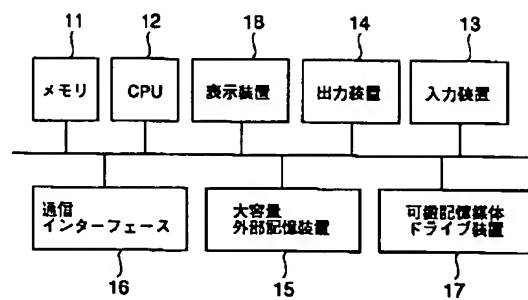 11
12
18
14
13
メモリ
CPU
表示装置
出力装置
入力装置
通信
インターフェース
大容量
外部記憶装置
可搬記憶媒体
ドライブ装置
16
15
17